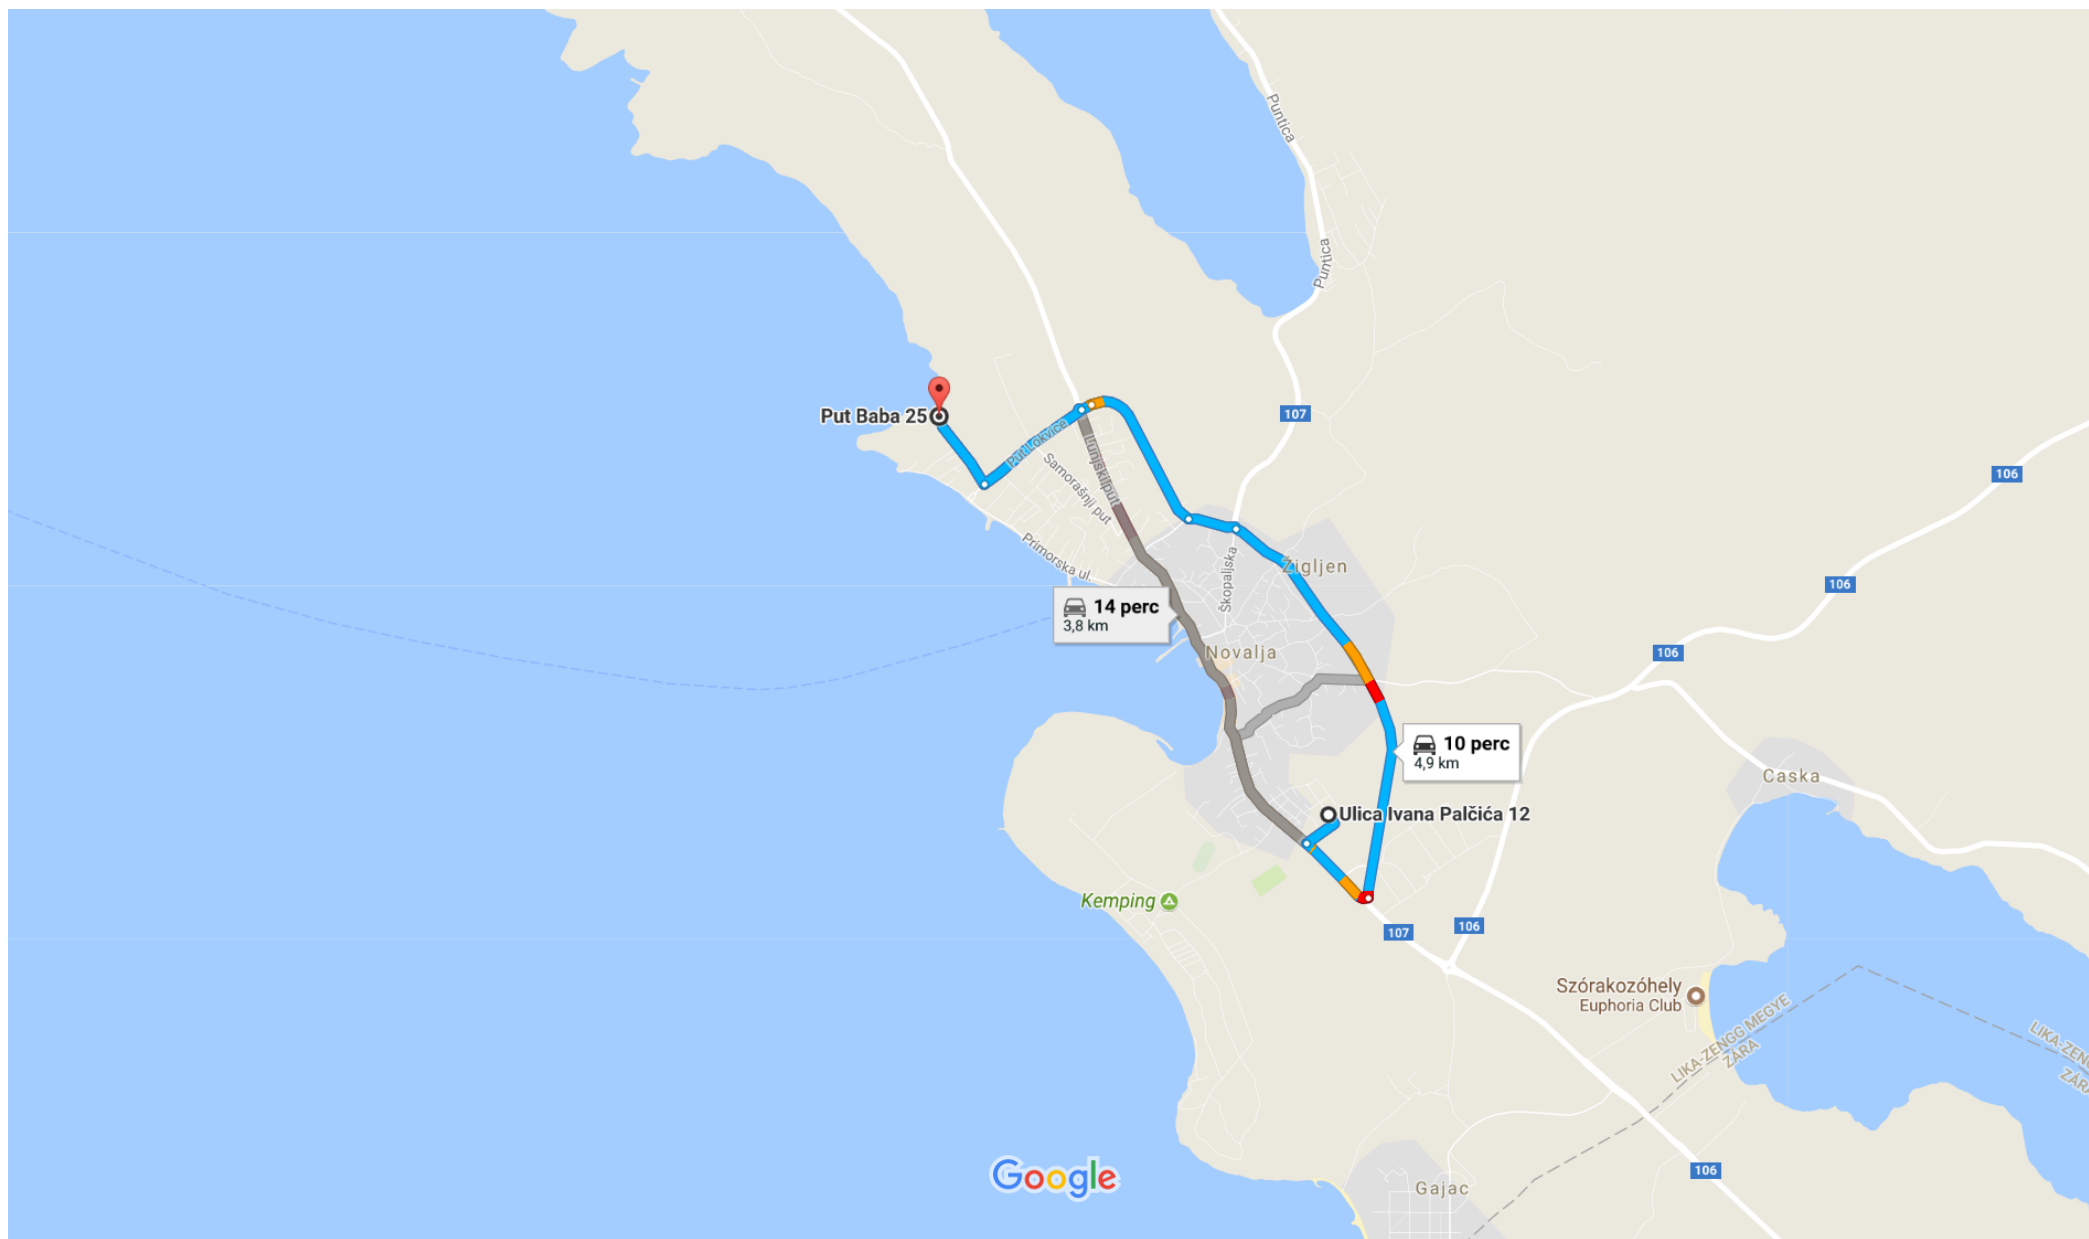 Puntica
Puntica
Put Baba 25
107
Put Lokvice
Lunjski put
Samorašnji put
106
Primorska ul.
Škopaljska
Žigljen
106
14 perc
3,8 km
Novalja
106
10 perc
4,9 km
Caska
Ulica Ivana Palčića 12
Kemping
107
106
Szórakozóhely
Euphoria Club
LIKA-ZENGG MEGYE
ZÁRA
LIKA-ZENG
ZÁRA
Google
106
Gajac